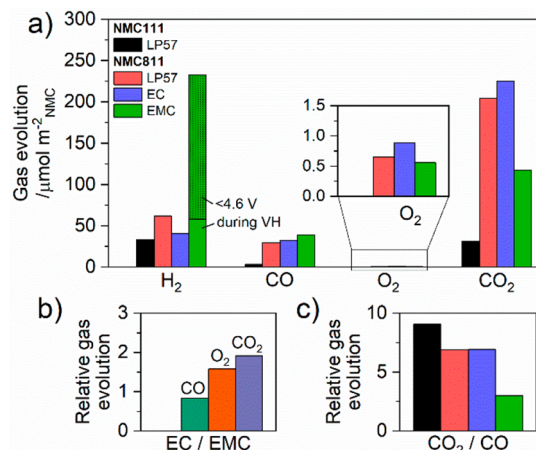 a)
300
250
200
150
100
50
0
Gas evolution
/μmol m⁻²NMC
NMC111
LP57
NMC811
LP57
EC
EMC
<4.6 V
during VH
1.5
1.0
0.5
0.0
O₂
H₂ CO O₂ CO₂
b)
3
2
1
0
Relative gas
evolution
CO O₂ CO₂
EC / EMC
c)
10
5
0
Relative gas
evolution
CO₂ / CO